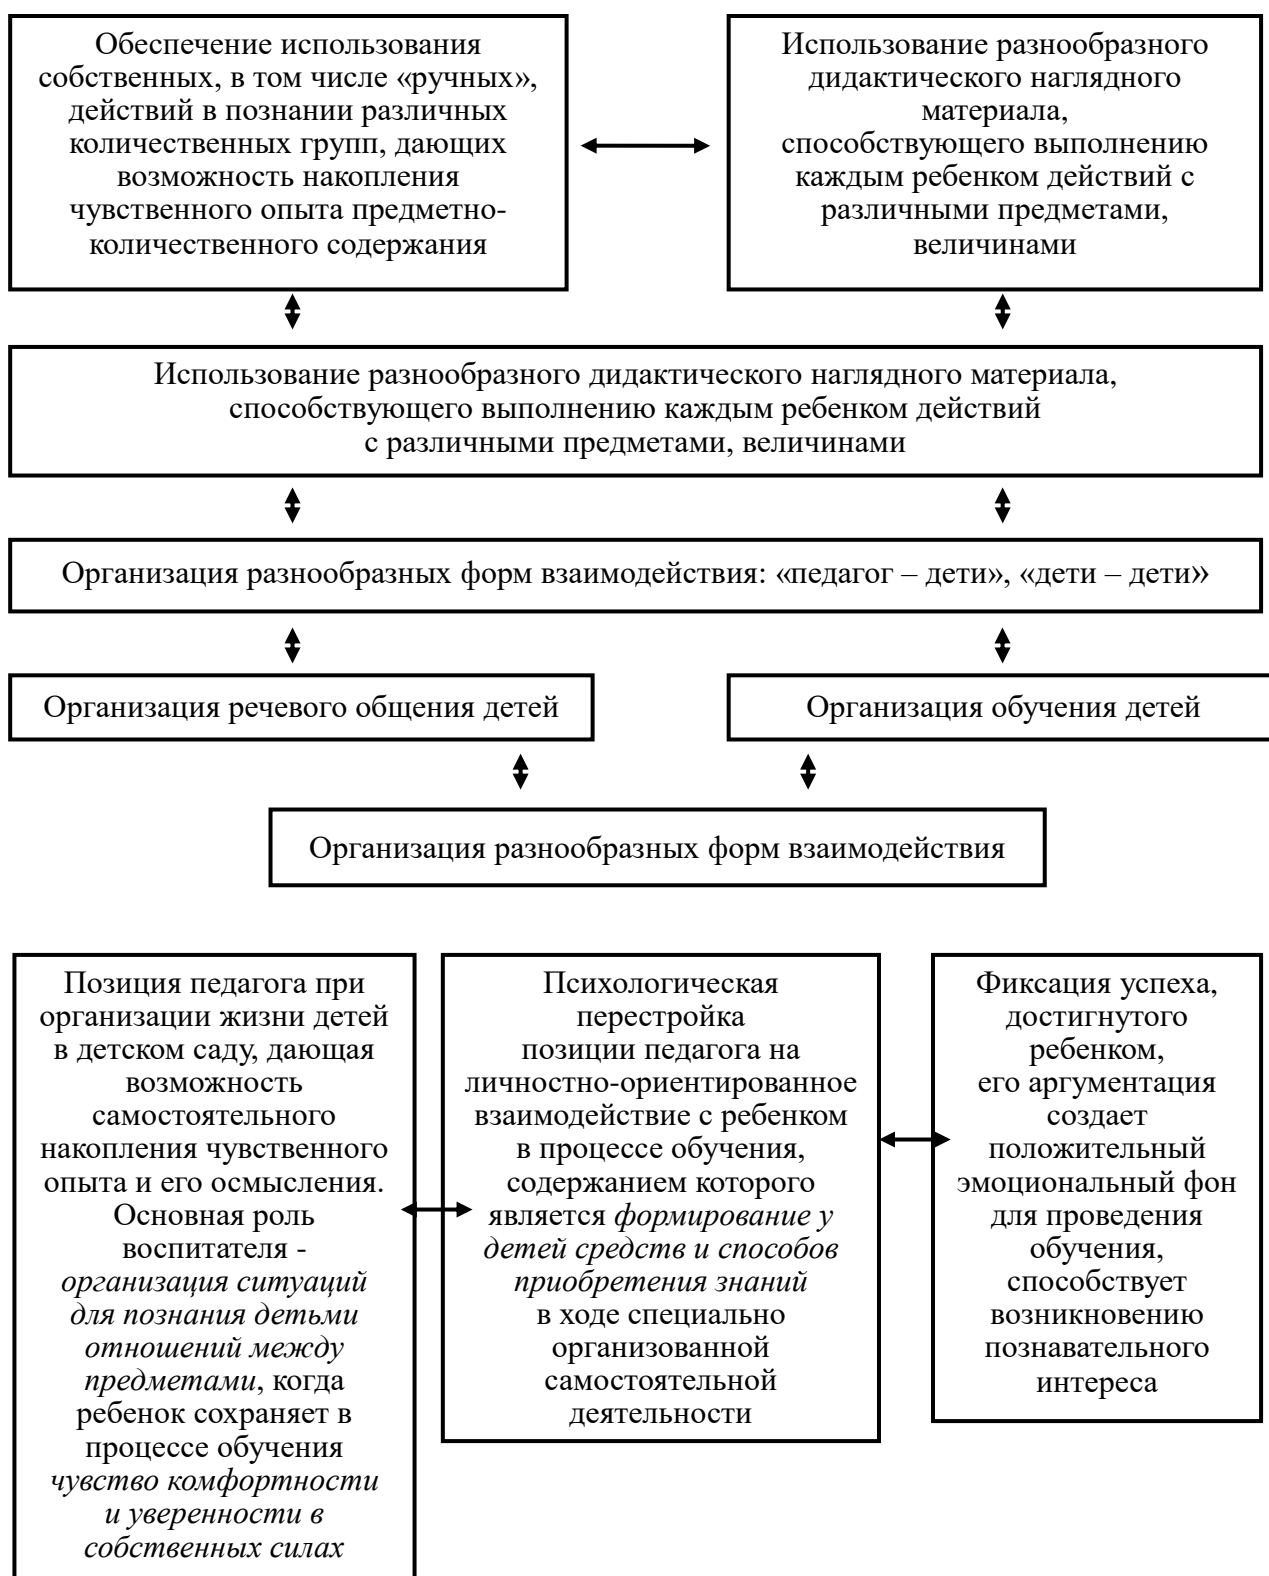 Обеспечение использования
собственных, в том числе «ручных»,
действий в познании различных
количественных групп, дающих
возможность накопления
чувственного опыта предметно-
количественного содержания
Использование разнообразного
дидактического наглядного
материала,
способствующего выполнению
каждым ребенком действий с
различными предметами,
величинами
Использование разнообразного дидактического наглядного материала,
способствующего выполнению каждым ребенком действий
с различными предметами, величинами
Организация разнообразных форм взаимодействия: «педагог – дети», «дети – дети»
Организация речевого общения детей
Организация обучения детей
Организация разнообразных форм взаимодействия
Позиция педагога при
организации жизни детей
в детском саду, дающая
возможность
самостоятельного
накопления чувственного
опыта и его осмысления.
Основная роль
воспитателя -
организация ситуаций
для познания детьми
отношений между
предметами, когда
ребенок сохраняет в
процессе обучения
чувство комфортности
и уверенности в
собственных силах
Психологическая
перестройка
позиции педагога на
личностно-ориентированное
взаимодействие с ребенком
в процессе обучения,
содержанием которого
является формирование у
детей средств и способов
приобретения знаний
в ходе специально
организованной
самостоятельной
деятельности
Фиксация успеха,
достигнутого
ребенком,
его аргументация
создает
положительный
эмоциональный фон
для проведения
обучения,
способствует
возникновению
познавательного
интереса